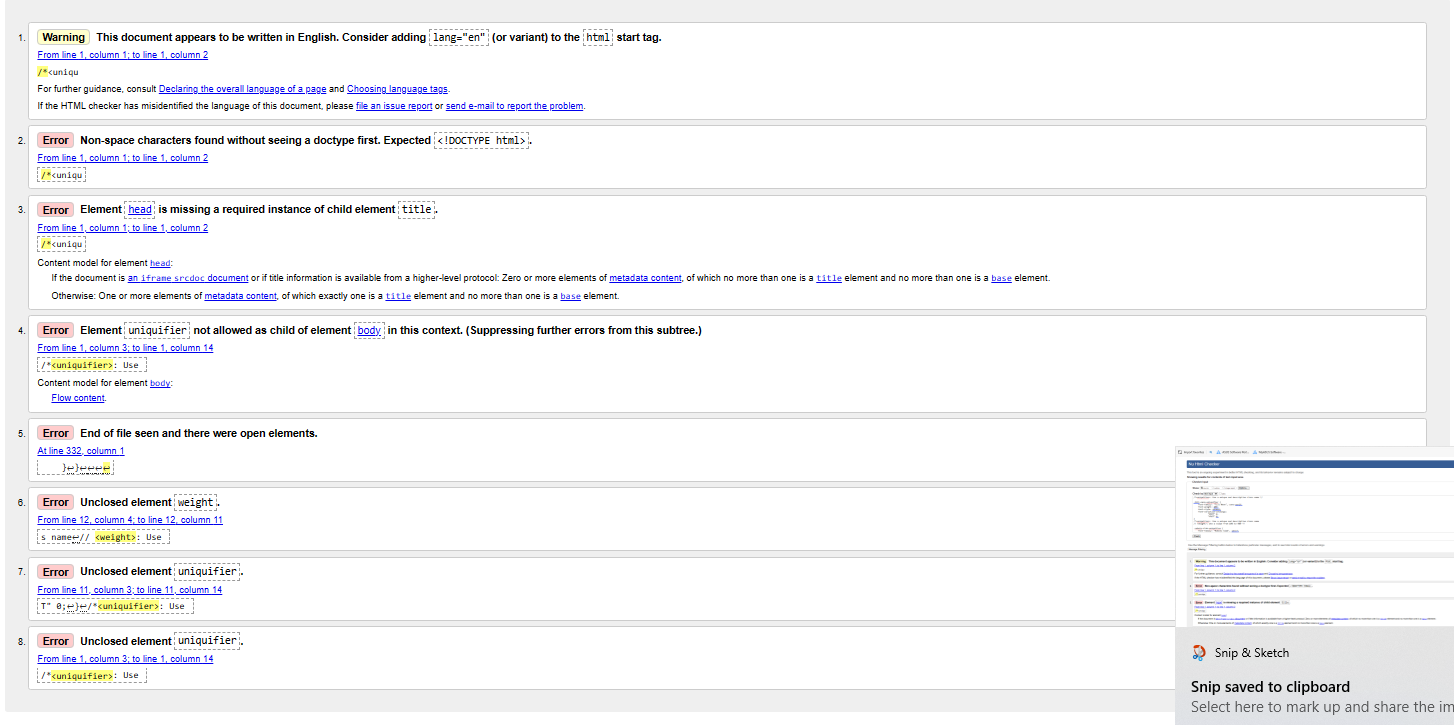 1. Warning This document appears to be written in English. Consider adding lang="en" (or variant) to the html start tag.
From line 1, column 1; to line 1, column 2
/*<uniqu
For further guidance, consult Declaring the overall language of a page and Choosing language tags.
If the HTML checker has misidentified the language of this document, please file an issue report or send e-mail to report the problem.
2. Error Non-space characters found without seeing a doctype first. Expected <!DOCTYPE html>.
From line 1, column 1; to line 1, column 2
/*<uniqu
3. Error Element head is missing a required instance of child element title.
From line 1, column 1; to line 1, column 2
/*<uniqu
Content model for element head:
If the document is an iframe srcdoc document or if title information is available from a higher-level protocol: Zero or more elements of metadata content, of which no more than one is a title element and no more than one is a base element.
Otherwise: One or more elements of metadata content, of which exactly one is a title element and no more than one is a base element.
4. Error Element uniquifier not allowed as child of element body in this context. (Suppressing further errors from this subtree.)
From line 1, column 3; to line 1, column 14
/*<uniquifier>: Use
Content model for element body:
Flow content.
5. Error End of file seen and there were open elements.
At line 332, column 1
}↩}↩↩↩↩↩
6. Error Unclosed element weight.
From line 12, column 4; to line 12, column 11
s name↩// <weight>: Use
7. Error Unclosed element uniquifier.
From line 11, column 3; to line 11, column 14
T" 0;↩}↩/*<uniquifier>: Use
8. Error Unclosed element uniquifier.
From line 1, column 3; to line 1, column 14
/*<uniquifier>: Use
Nu Html Checker
Snip & Sketch
Snip saved to clipboard
Select here to mark up and share the im